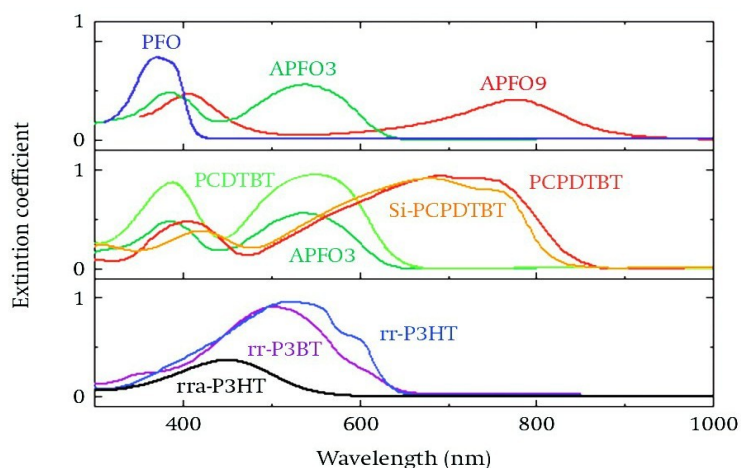 1
PFO
APFO3
APFO9
0
1
PCDTBT
PCPDTBT
Si-PCPDTBT
APFO3
0
Extintion coefficient
1
rr-P3HT
rr-P3BT
rra-P3HT
0
400 600 800 1000
Wavelength (nm)